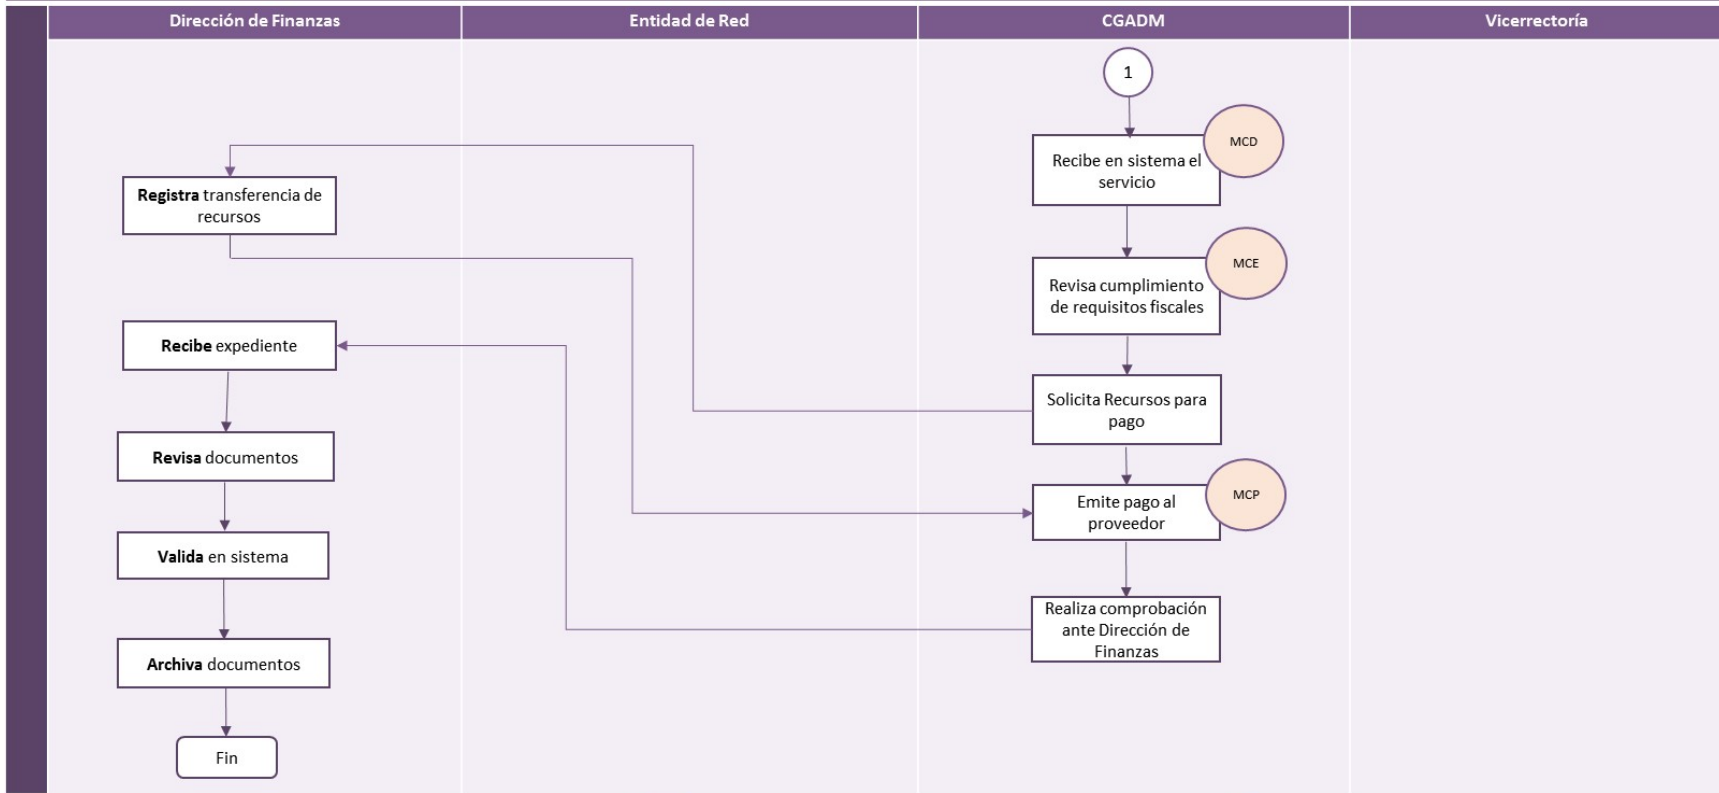 Dirección de Finanzas
Entidad de Red
CGADM
Vicerrectoría
1
MCD
Recibe en sistema el
servicio
Registra transferencia de
recursos
MCE
Revisa cumplimiento
de requisitos fiscales
Recibe expediente
Solicita Recursos para
pago
Revisa documentos
MCP
Emite pago al
proveedor
Valida en sistema
Realiza comprobación
ante Dirección de
Finanzas
Archiva documentos
Fin